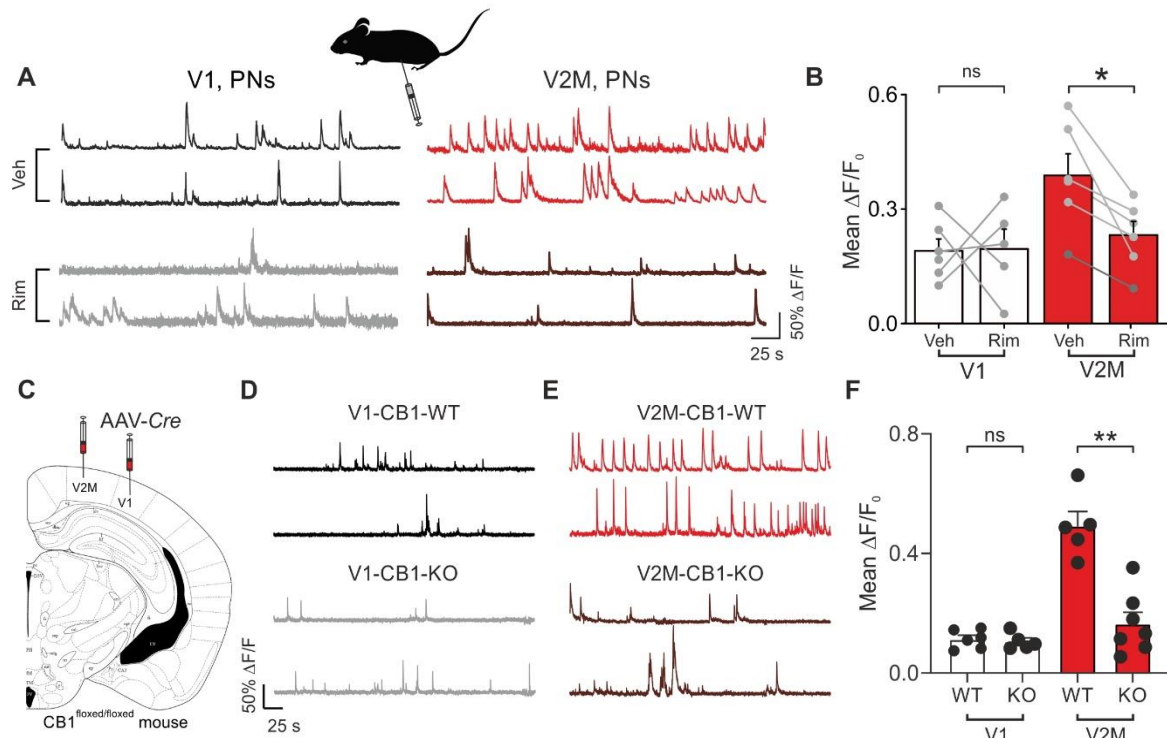 A
V1, PNs
V2M, PNs
Veh
Rim
50% ΔF/F
25 s
B
ns
*
0.6
0.3
0.0
Mean ΔF/F0
Veh Rim Veh Rim
V1 V2M
C
AAV-Cre
V2M
V1
CB1floxed/floxed mouse
D
V1-CB1-WT
V1-CB1-KO
50% ΔF/F
25 s
E
V2M-CB1-WT
V2M-CB1-KO
F
ns
**
0.8
0.4
0.0
Mean ΔF/F0
WT KO WT KO
V1 V2M